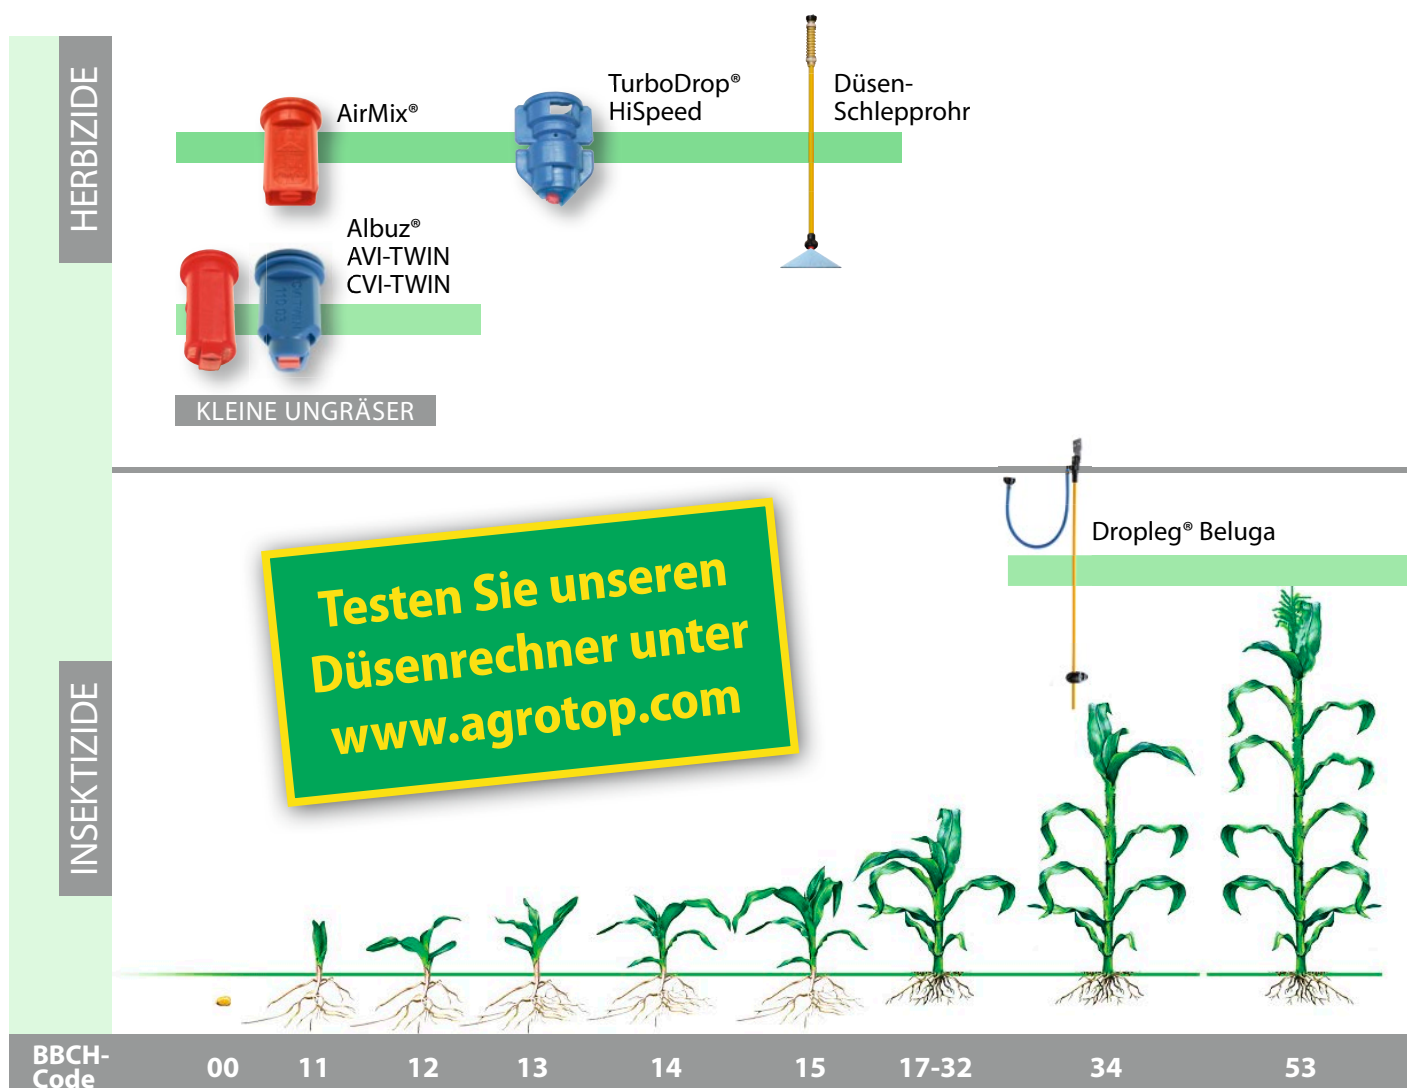 HERBIZIDE
AirMix®
TurboDrop®
HiSpeed
Düsen-
Schlepprohr
Albuz®
AVI-TWIN
CVI-TWIN
KLEINE UNGRÄSER
Dropleg® Beluga
Testen Sie unseren
Düsenrechner unter
www.agrotop.com
INSEKTIZIDE
BBCH-
Code
00 11 12 13 14 15 17-32 34 53